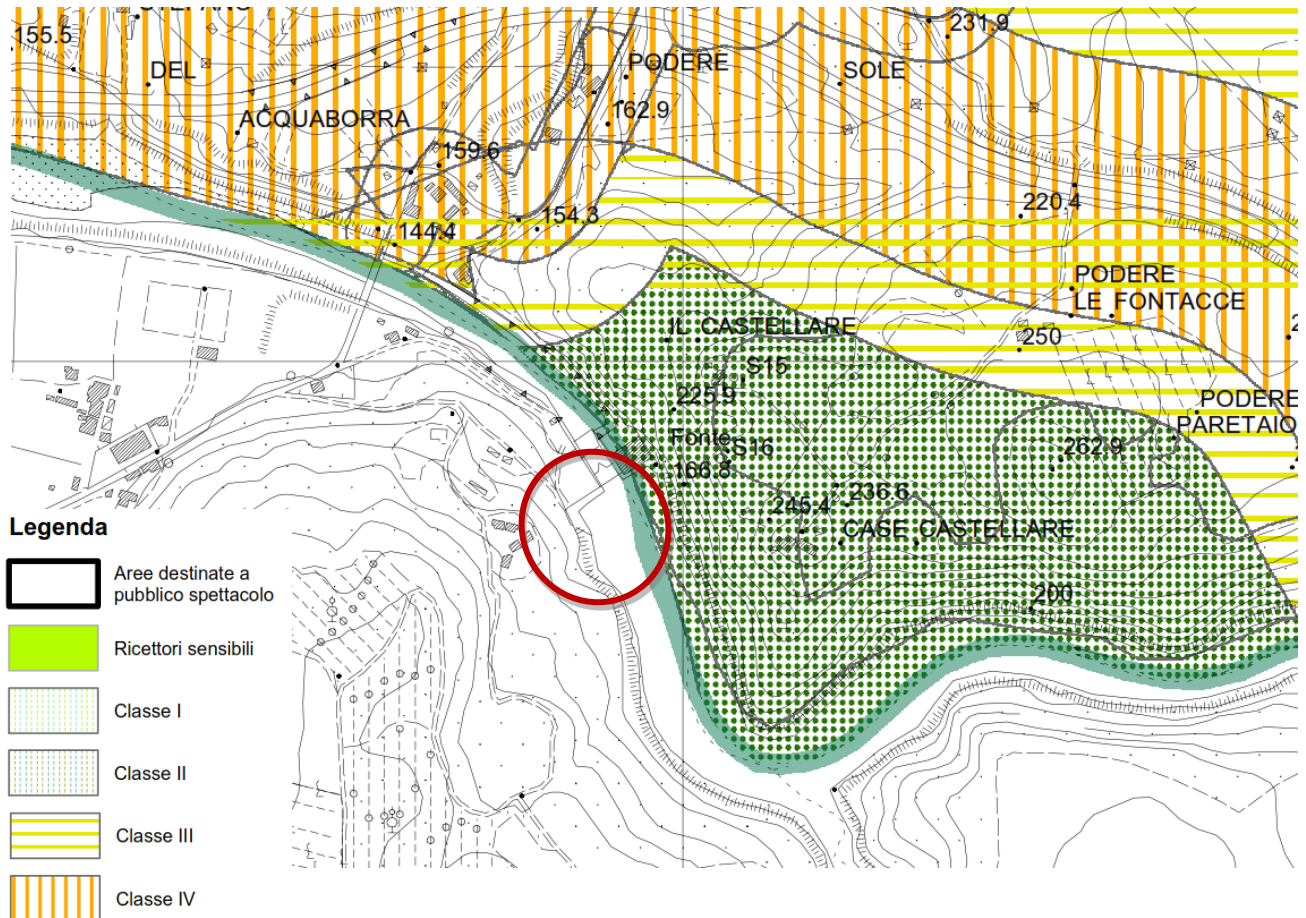 155.5
231.9
DEL
PODERE
SOLE
ACQUABORRA
162.9
159.6
220.4
154.3
144.4
PODERE
LE FONTACCE
IL CASTELLARE
250
S15
225.9
PODERE
PARETAIO
Fonte
S16
262.9
166.8
236.6
245.4
CASE CASTELLARE
200
Legenda
Aree destinate a
pubblico spettacolo
Ricettori sensibili
Classe I
Classe II
Classe III
Classe IV